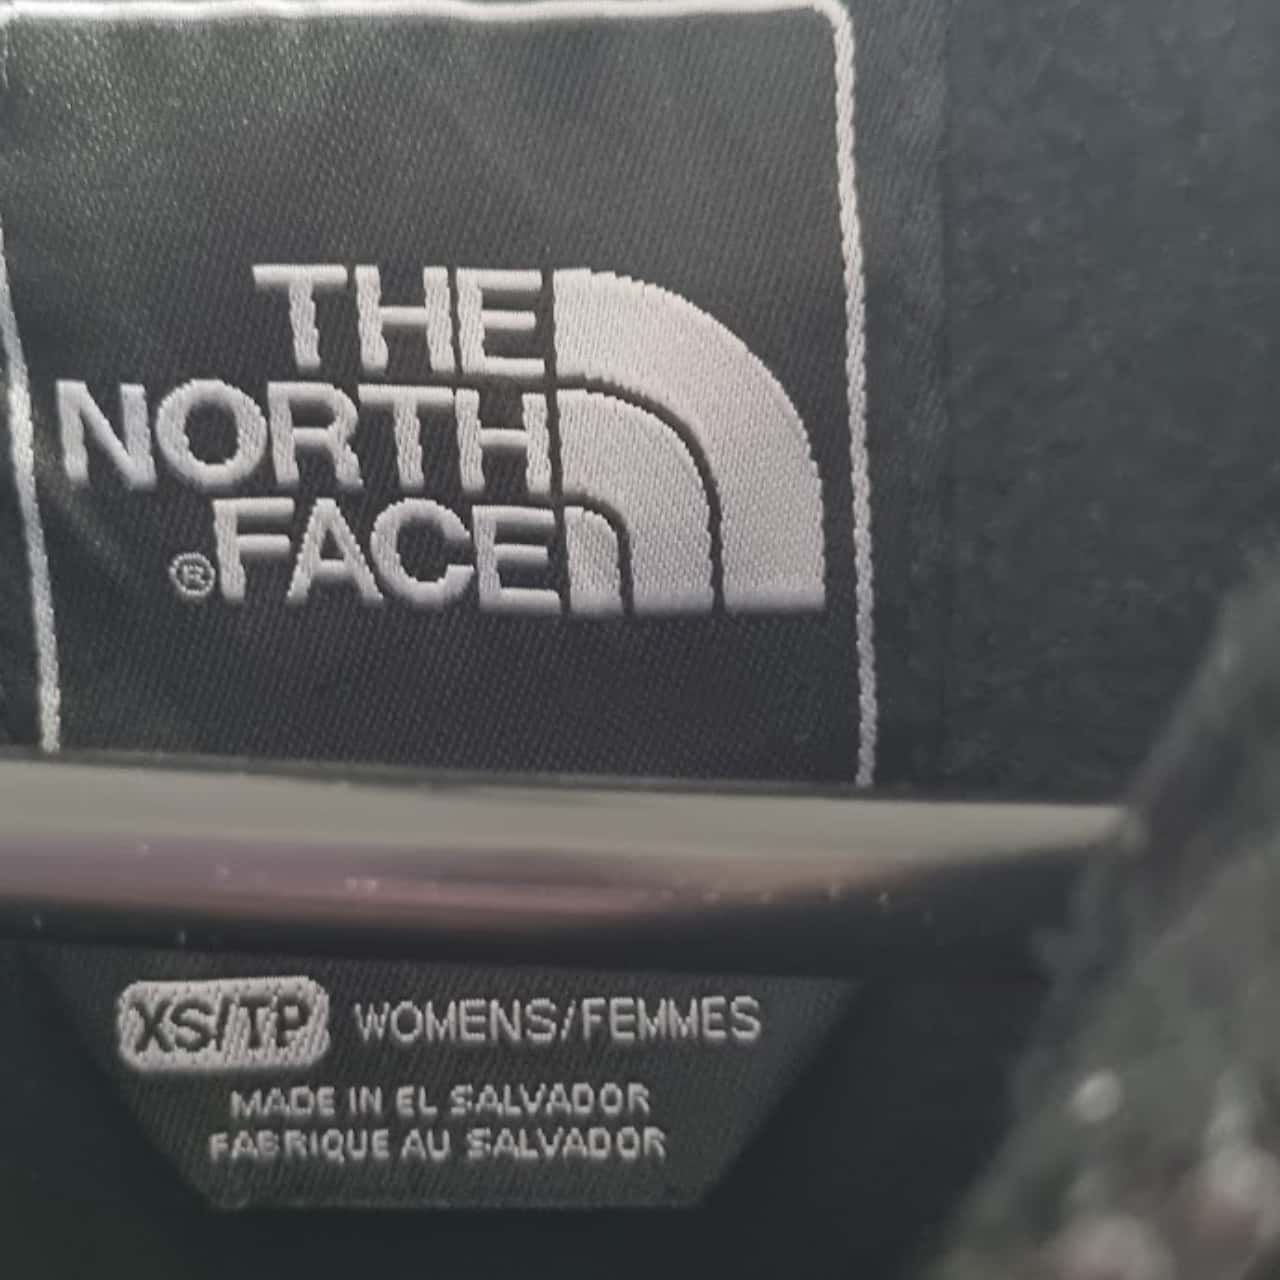 THE
NORTH
®FACE
XS/TP WOMENS/FEMMES
MADE IN EL SALVADOR
FABRIQUE AU SALVADOR